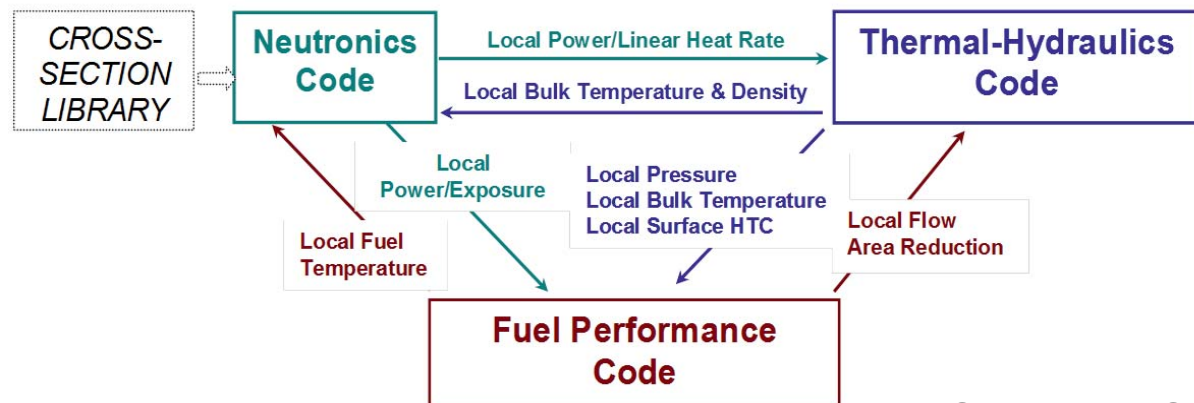 CROSS-
SECTION
LIBRARY
Neutronics
Code
Local Power/Linear Heat Rate
Local Bulk Temperature & Density
Thermal-Hydraulics
Code
Local
Power/Exposure
Local Pressure
Local Bulk Temperature
Local Surface HTC
Local Flow
Area Reduction
Local Fuel
Temperature
Fuel Performance
Code